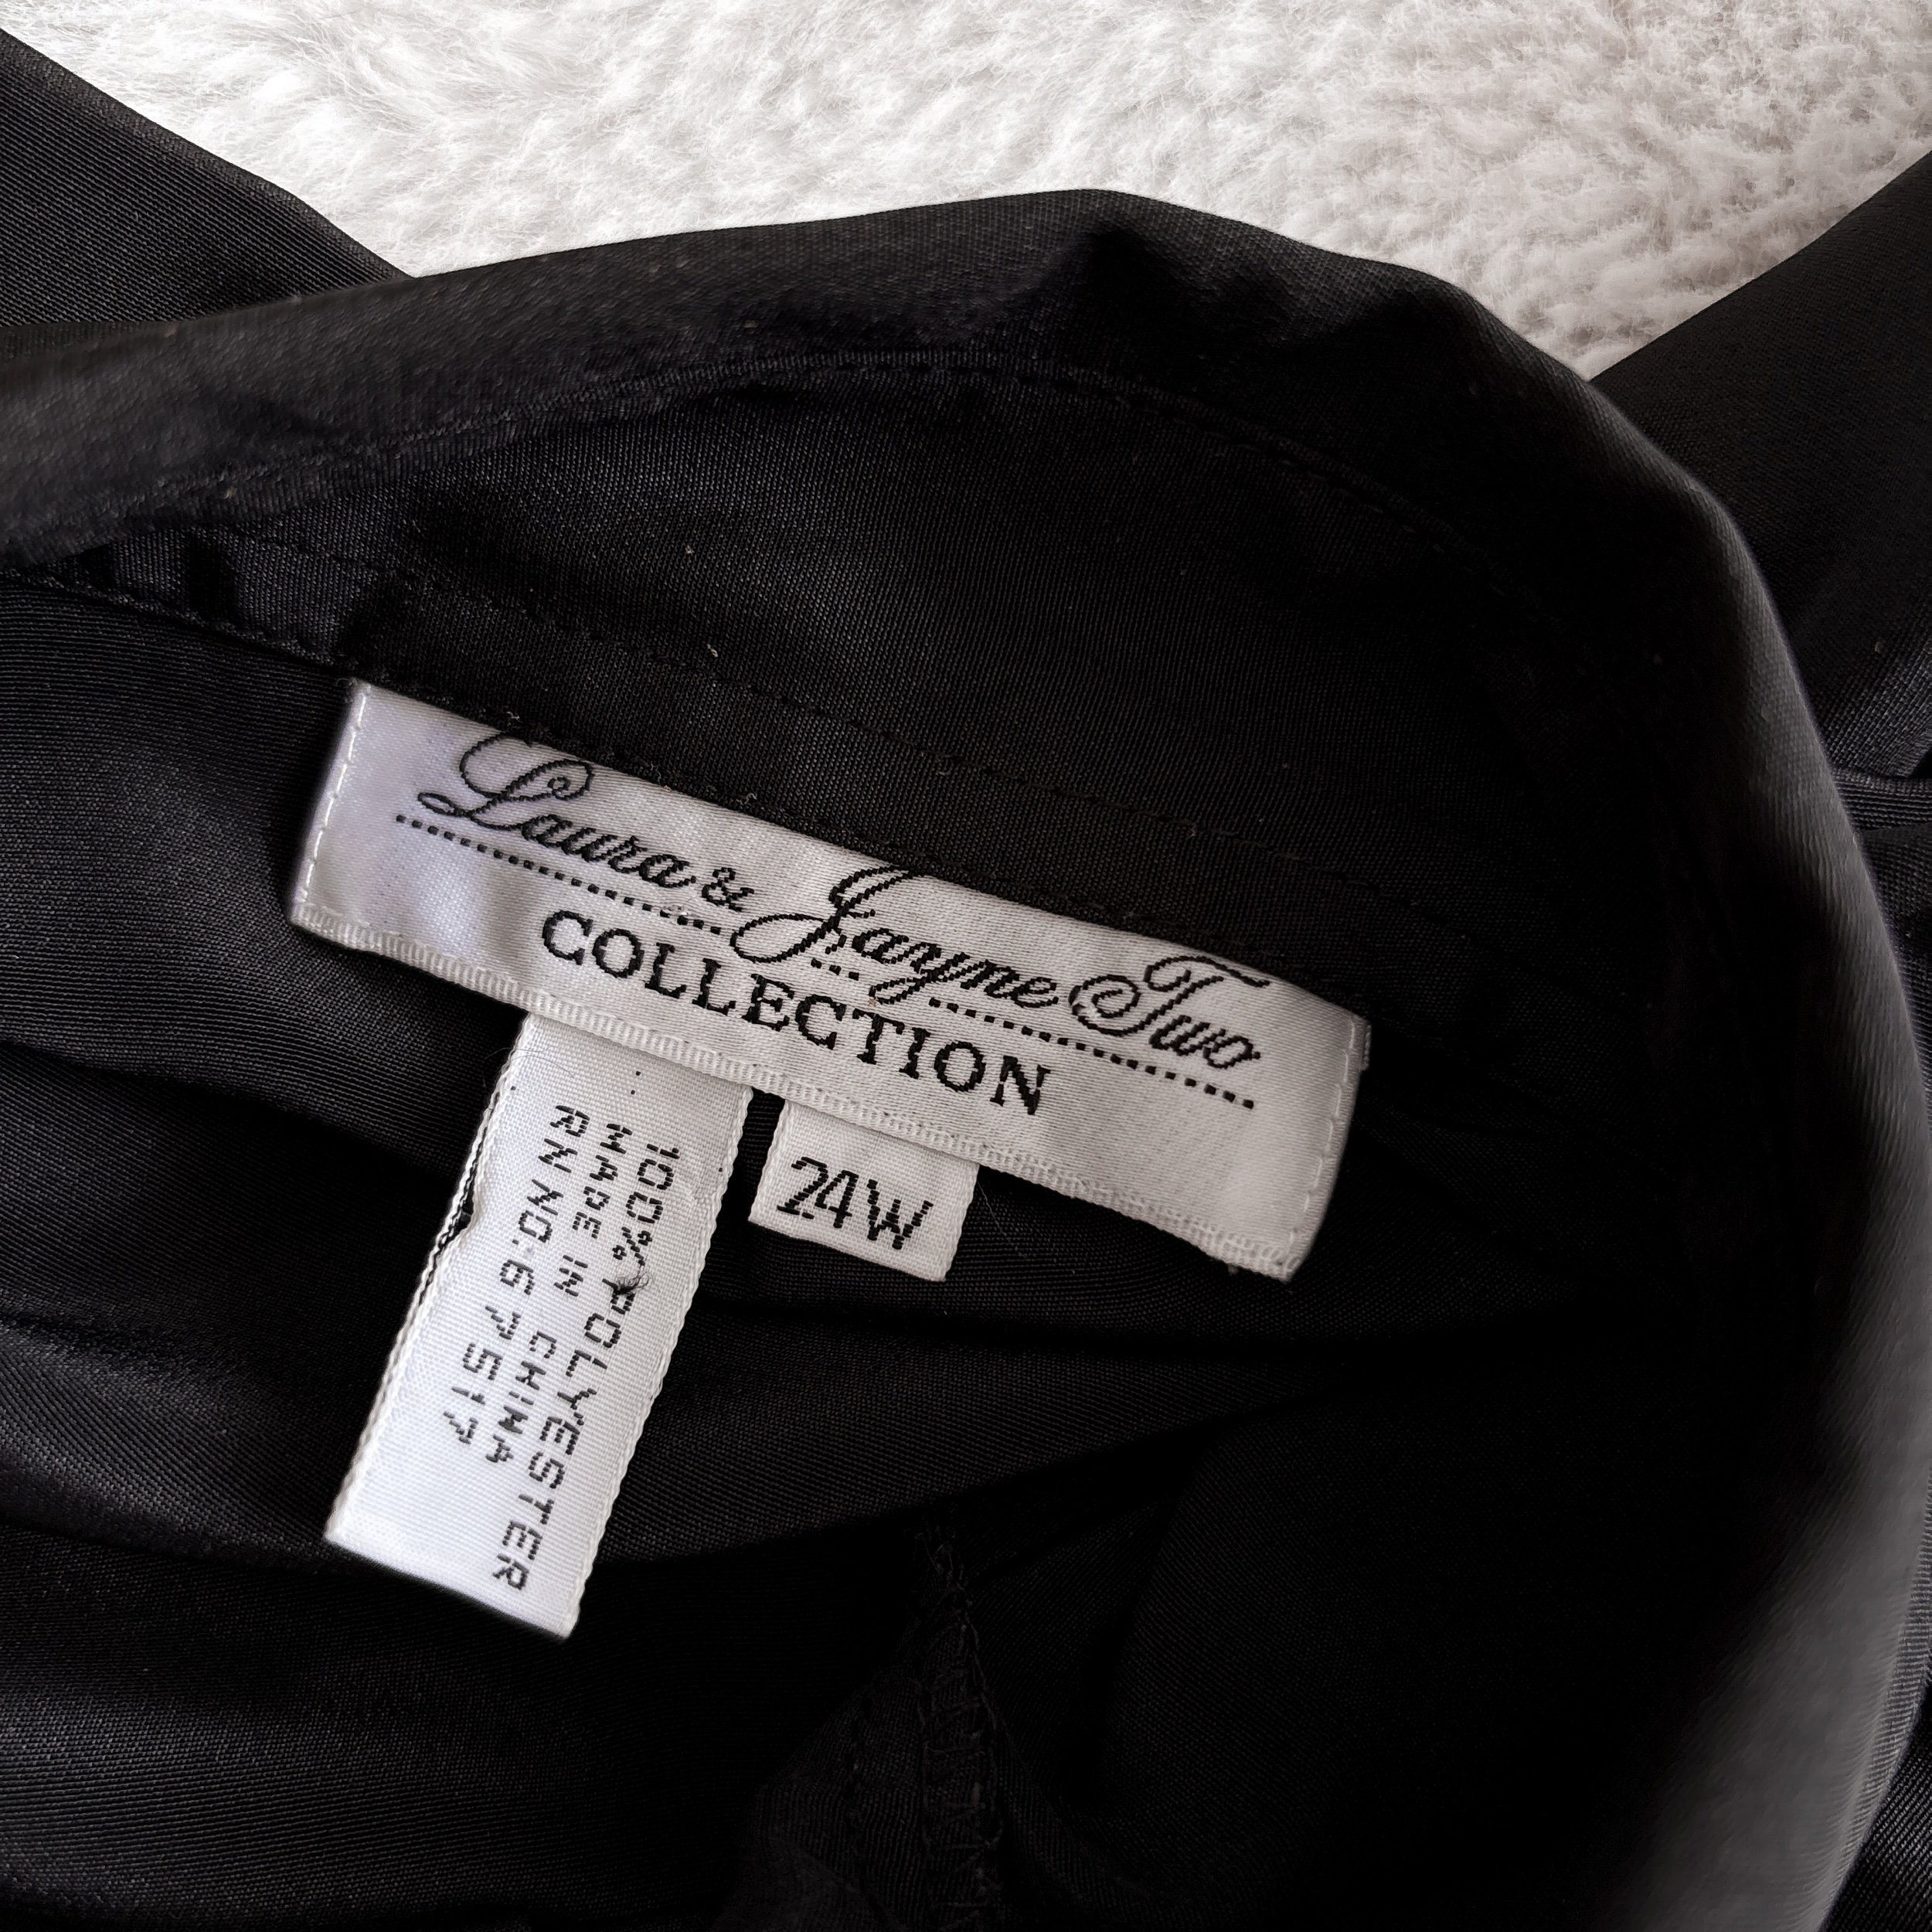 Laura & Jayne Two
COLLECTION
24W
100% POLYESTER
MADE IN CHINA
RN NO. 67517